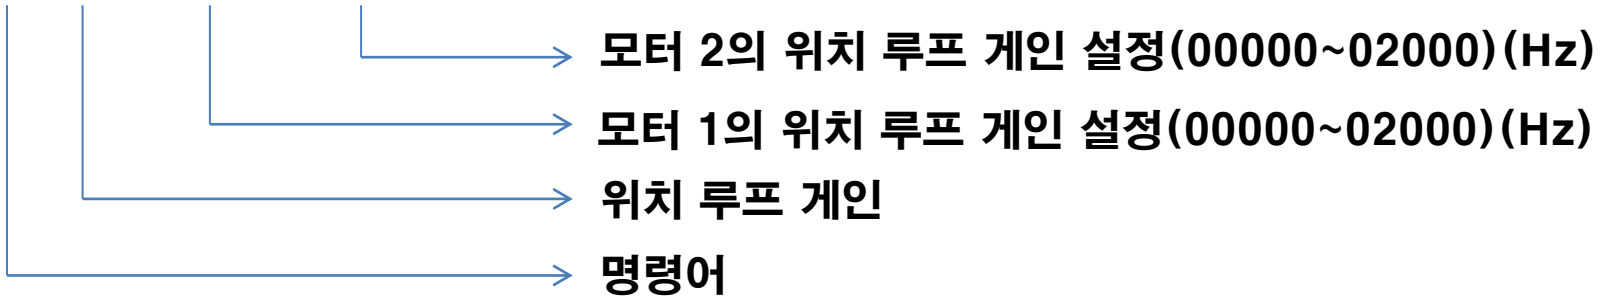 모터 2의 위치 루프 게인 설정(00000~02000)(Hz)
모터 1의 위치 루프 게인 설정(00000~02000)(Hz)
위치 루프 게인
명령어